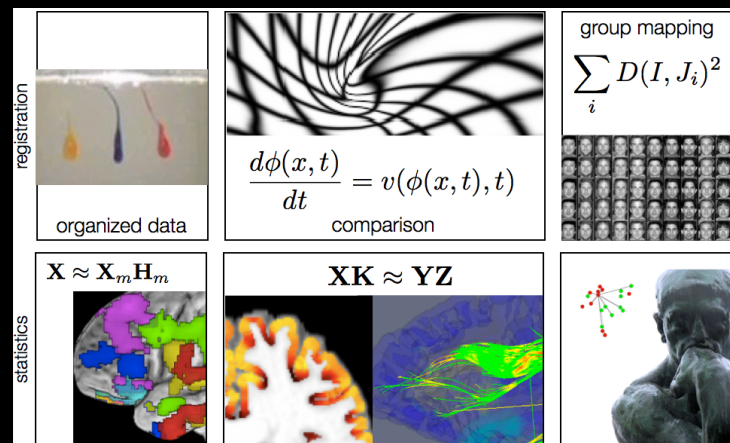 registration
organized data
dϕ(x, t)/dt = v(ϕ(x, t), t)
comparison
group mapping
∑_i D(I, J_i)²
statistics
X ≈ X_m H_m
XK ≈ YZ